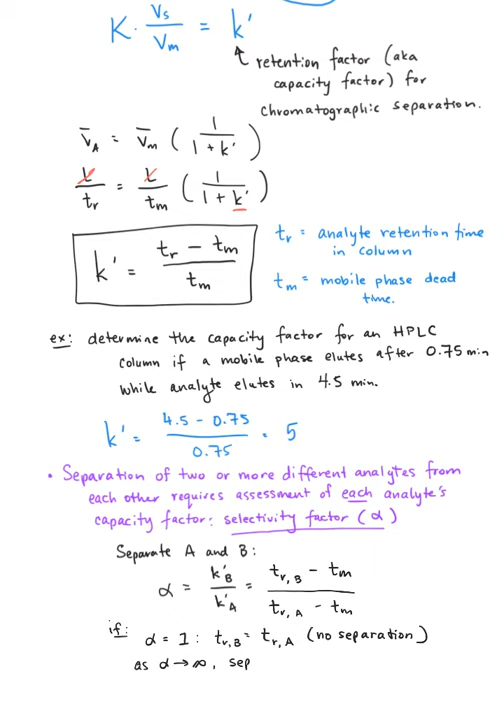 K · Vs/Vm = k'
retention factor (aka
capacity factor) for
chromatographic separation.
V̄A = V̄m ( 1/(1 + k') )
L/tr = L/tm ( 1/(1 + k') )
k' = (tr − tm)/tm
tr = analyte retention time
in column
tm = mobile phase dead
time.
ex: determine the capacity factor for an HPLC
column if a mobile phase elutes after 0.75 min
while analyte elutes in 4.5 min.
k' = (4.5 − 0.75)/0.75 = 5
• Separation of two or more different analytes from
each other requires assessment of each analyte's
capacity factor: selectivity factor (α)
Separate A and B:
α = k'B/k'A = (tr,B − tm)/(tr,A − tm)
if: α = 1: tr,B = tr,A (no separation)
as α → ∞, sep